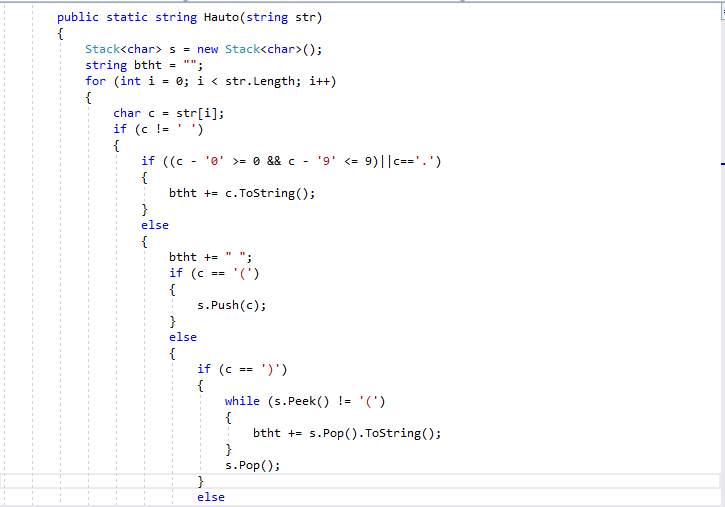 public static string Hauto(string str)
{
Stack<char> s = new Stack<char>();
string btht = "";
for (int i = 0; i < str.Length; i++)
{
char c = str[i];
if (c != ' ')
{
if ((c - '0' >= 0 && c - '9' <= 9)||c=='.')
{
btht += c.ToString();
}
else
{
btht += " ";
if (c == '(')
{
s.Push(c);
}
else
{
if (c == ')')
{
while (s.Peek() != '(')
{
btht += s.Pop().ToString();
}
s.Pop();
}
else